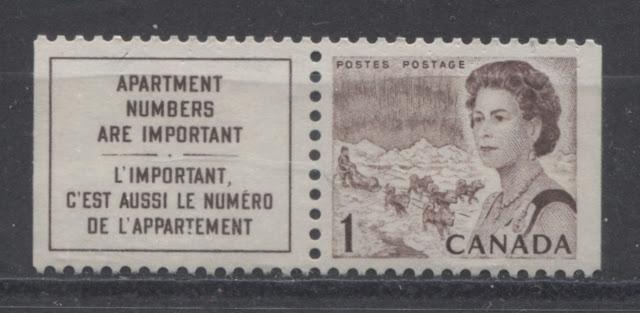 APARTMENT
NUMBERS
ARE IMPORTANT
L'IMPORTANT,
C'EST AUSSI LE NUMÉRO
DE L'APPARTEMENT
POSTES POSTAGE
1 CANADA